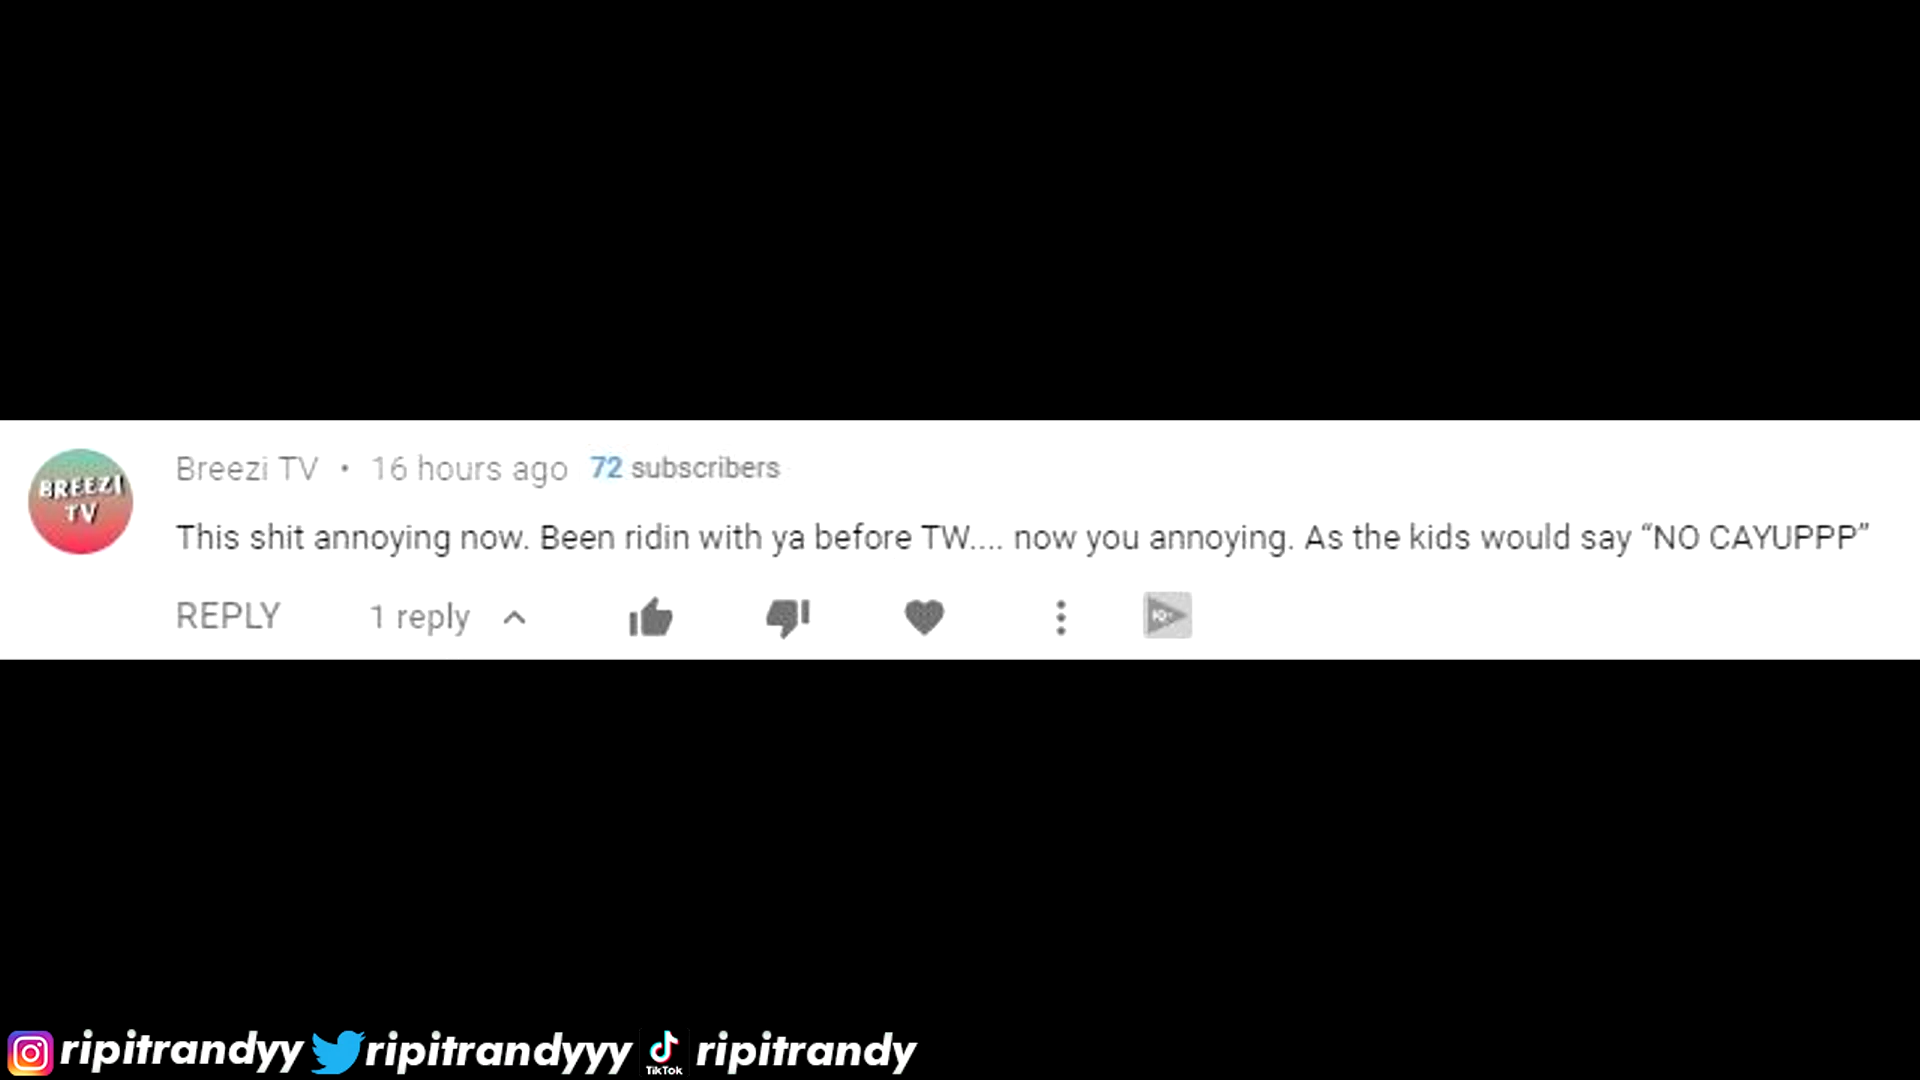 BREEZI
TV
Breezi TV • 16 hours ago 72 subscribers
This shit annoying now. Been ridin with ya before TW.... now you annoying. As the kids would say “NO CAYUPPP”
REPLY 1 reply
ripitrandyy ripitrandyyy TikTok ripitrandy